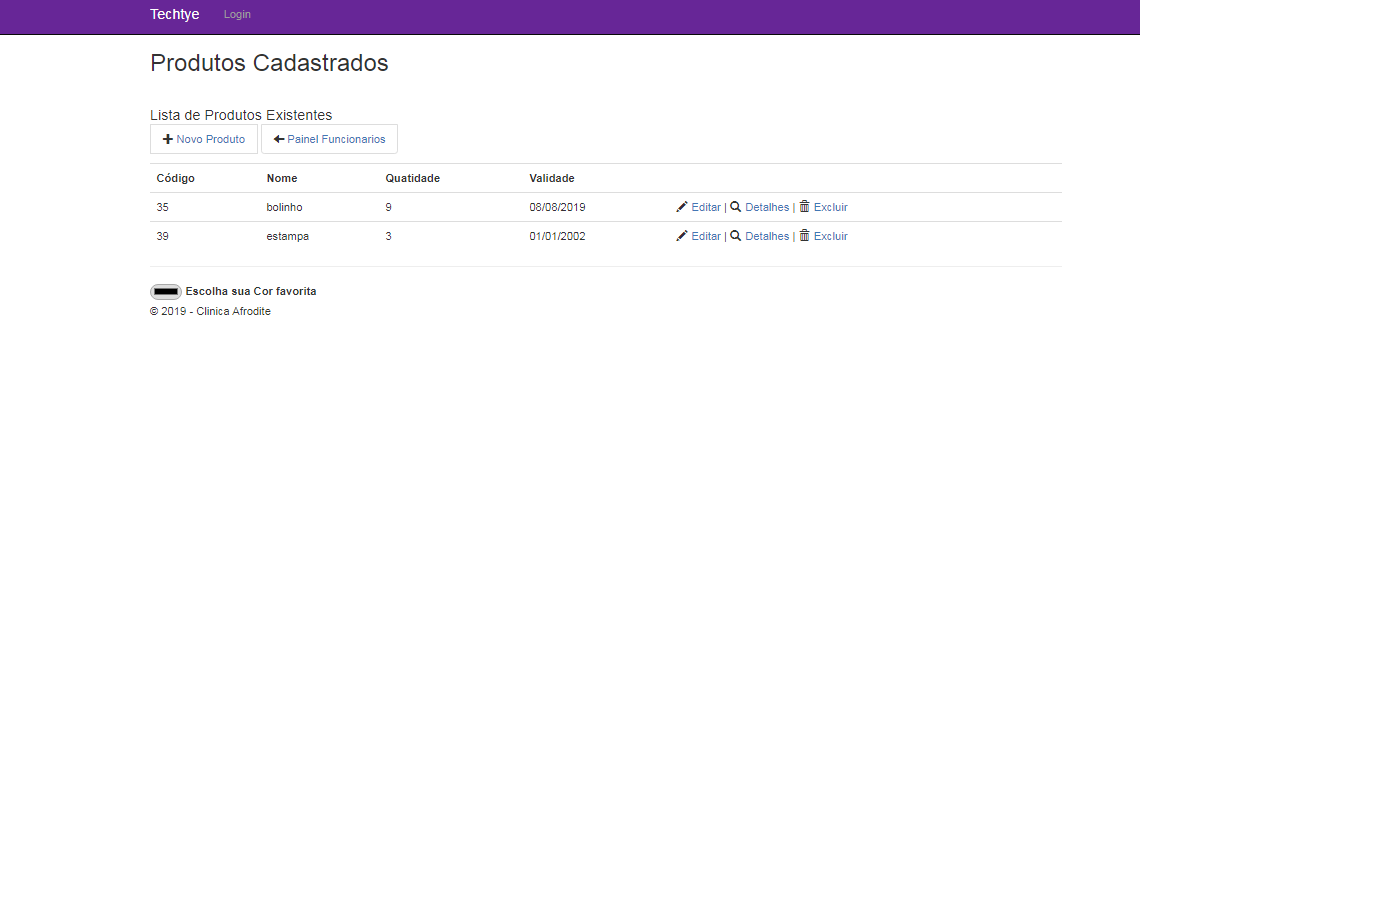 Techtye Login
Produtos Cadastrados
Lista de Produtos Existentes
Novo Produto Painel Funcionarios
Código Nome Quatidade Validade
35 bolinho 9 08/08/2019 Editar | Detalhes | Excluir
39 estampa 3 01/01/2002 Editar | Detalhes | Excluir
Escolha sua Cor favorita
© 2019 - Clinica Afrodite